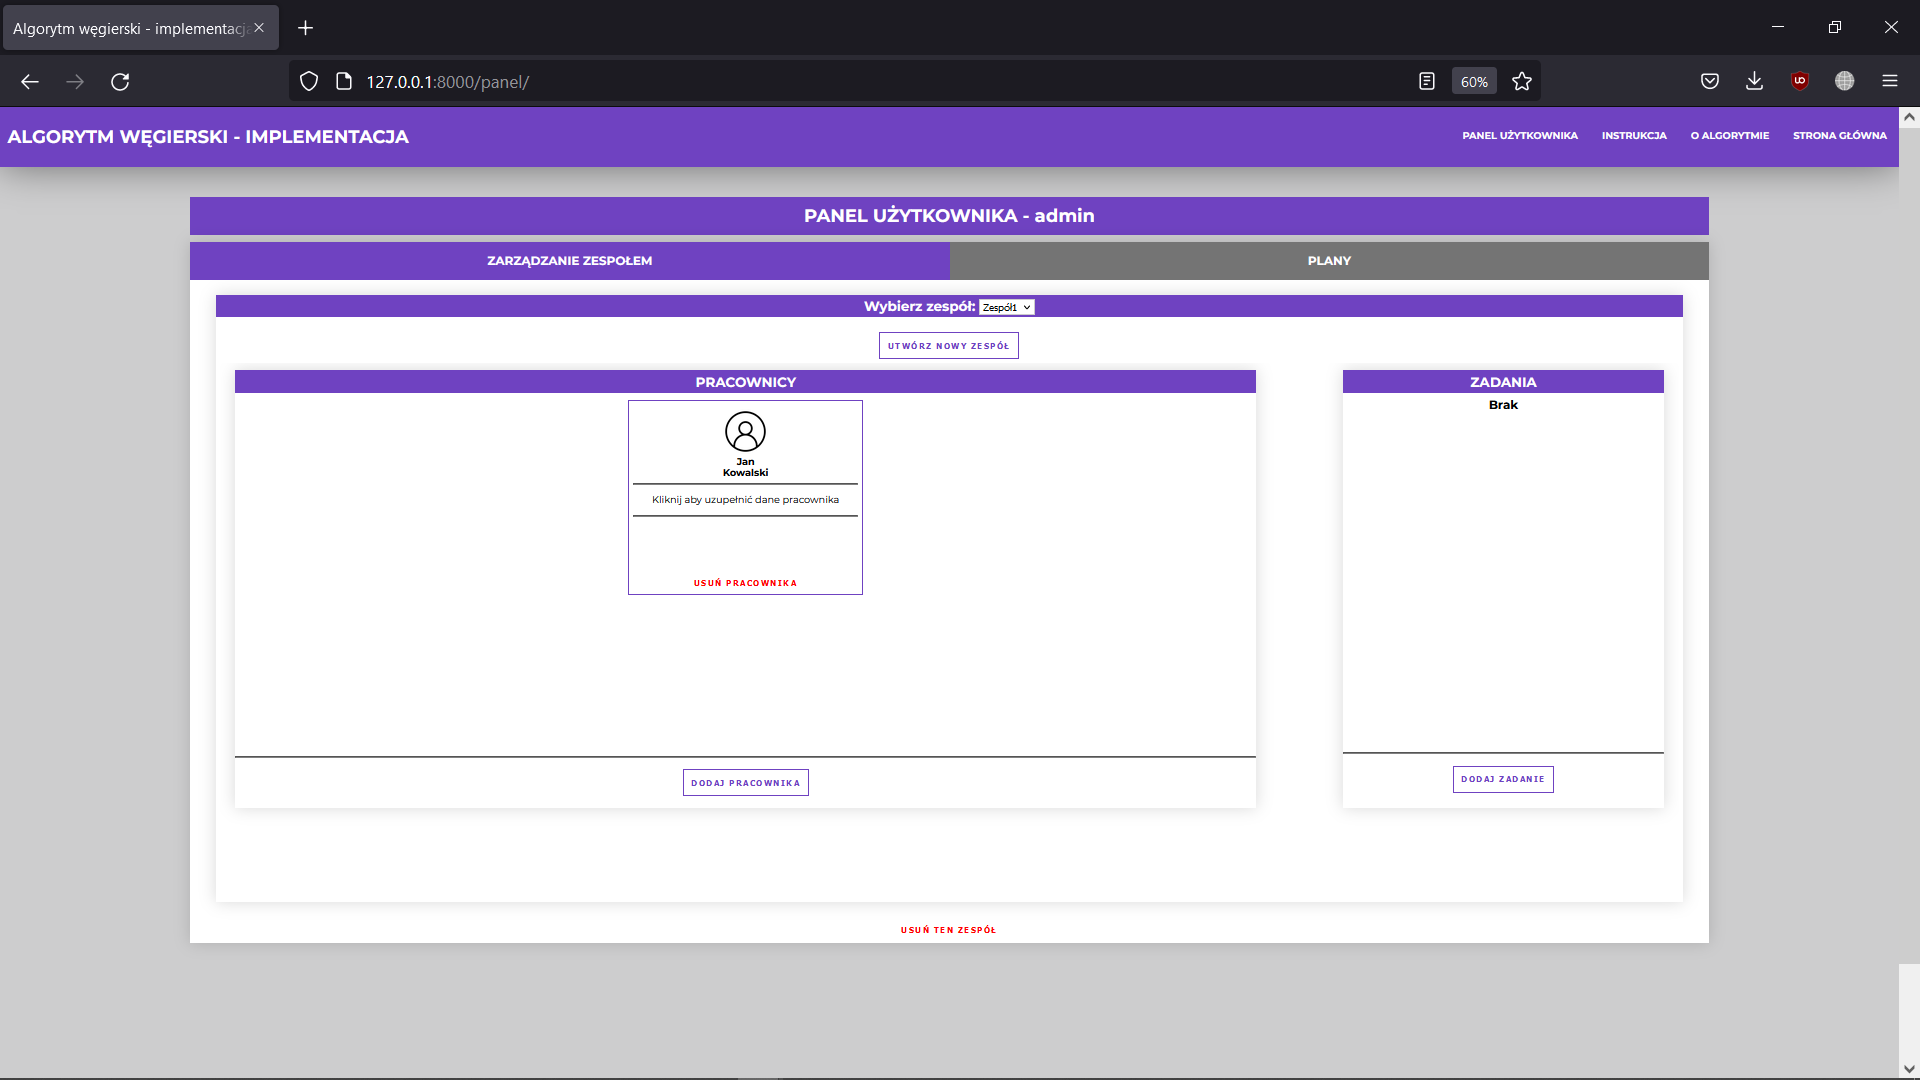 Algorytm węgierski - implementacja
127.0.0.1:8000/panel/
60%
ALGORYTM WĘGIERSKI - IMPLEMENTACJA
PANEL UŻYTKOWNIKA
INSTRUKCJA
O ALGORYTMIE
STRONA GŁÓWNA
PANEL UŻYTKOWNIKA - admin
ZARZĄDZANIE ZESPOŁEM
PLANY
Wybierz zespół: Zespół1
UTWÓRZ NOWY ZESPÓŁ
PRACOWNICY
ZADANIA
Brak
Jan
Kowalski
Kliknij aby uzupełnić dane pracownika
USUŃ PRACOWNIKA
DODAJ PRACOWNIKA
DODAJ ZADANIE
USUŃ TEN ZESPÓŁ